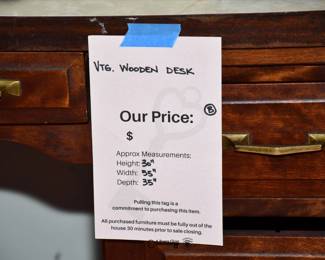 VTG. WOODEN DESK
B
Our Price:
$
Approx Measurements:
Height: 30"
Width: 55"
Depth: 35"
Pulling this tag is a
commitment to purchasing this item.
All purchased furniture must be fully out of the
house 30 minutes prior to sale closing.